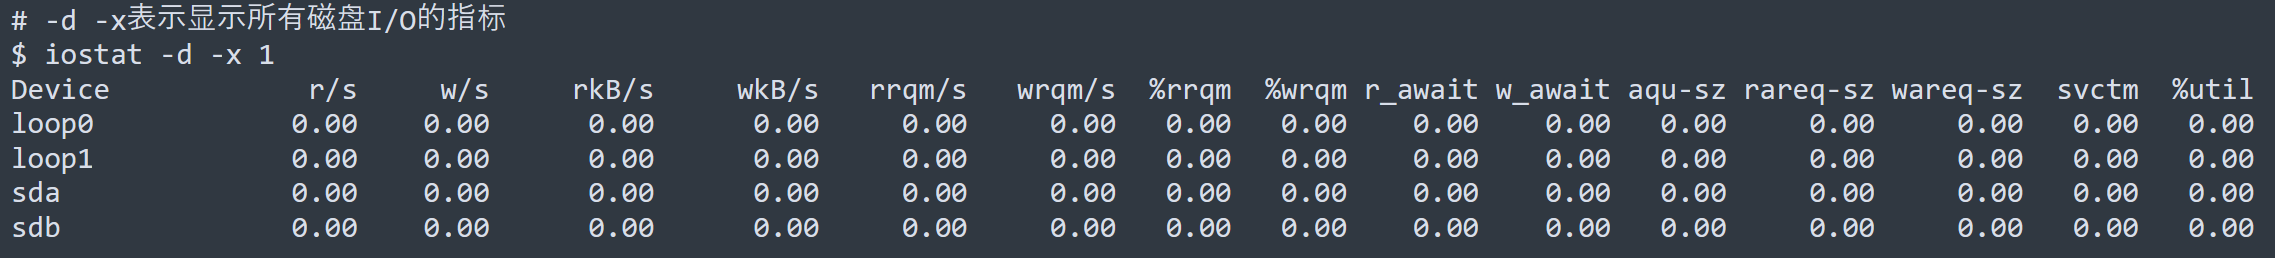 # -d -x表示显示所有磁盘I/O的指标
$ iostat -d -x 1
Device            r/s     w/s     rkB/s     wkB/s   rrqm/s   wrqm/s  %rrqm  %wrqm r_await w_await aqu-sz rareq-sz wareq-sz  svctm  %util
loop0            0.00    0.00      0.00      0.00     0.00     0.00   0.00   0.00    0.00    0.00   0.00     0.00     0.00   0.00   0.00
loop1            0.00    0.00      0.00      0.00     0.00     0.00   0.00   0.00    0.00    0.00   0.00     0.00     0.00   0.00   0.00
sda              0.00    0.00      0.00      0.00     0.00     0.00   0.00   0.00    0.00    0.00   0.00     0.00     0.00   0.00   0.00
sdb              0.00    0.00      0.00      0.00     0.00     0.00   0.00   0.00    0.00    0.00   0.00     0.00     0.00   0.00   0.00